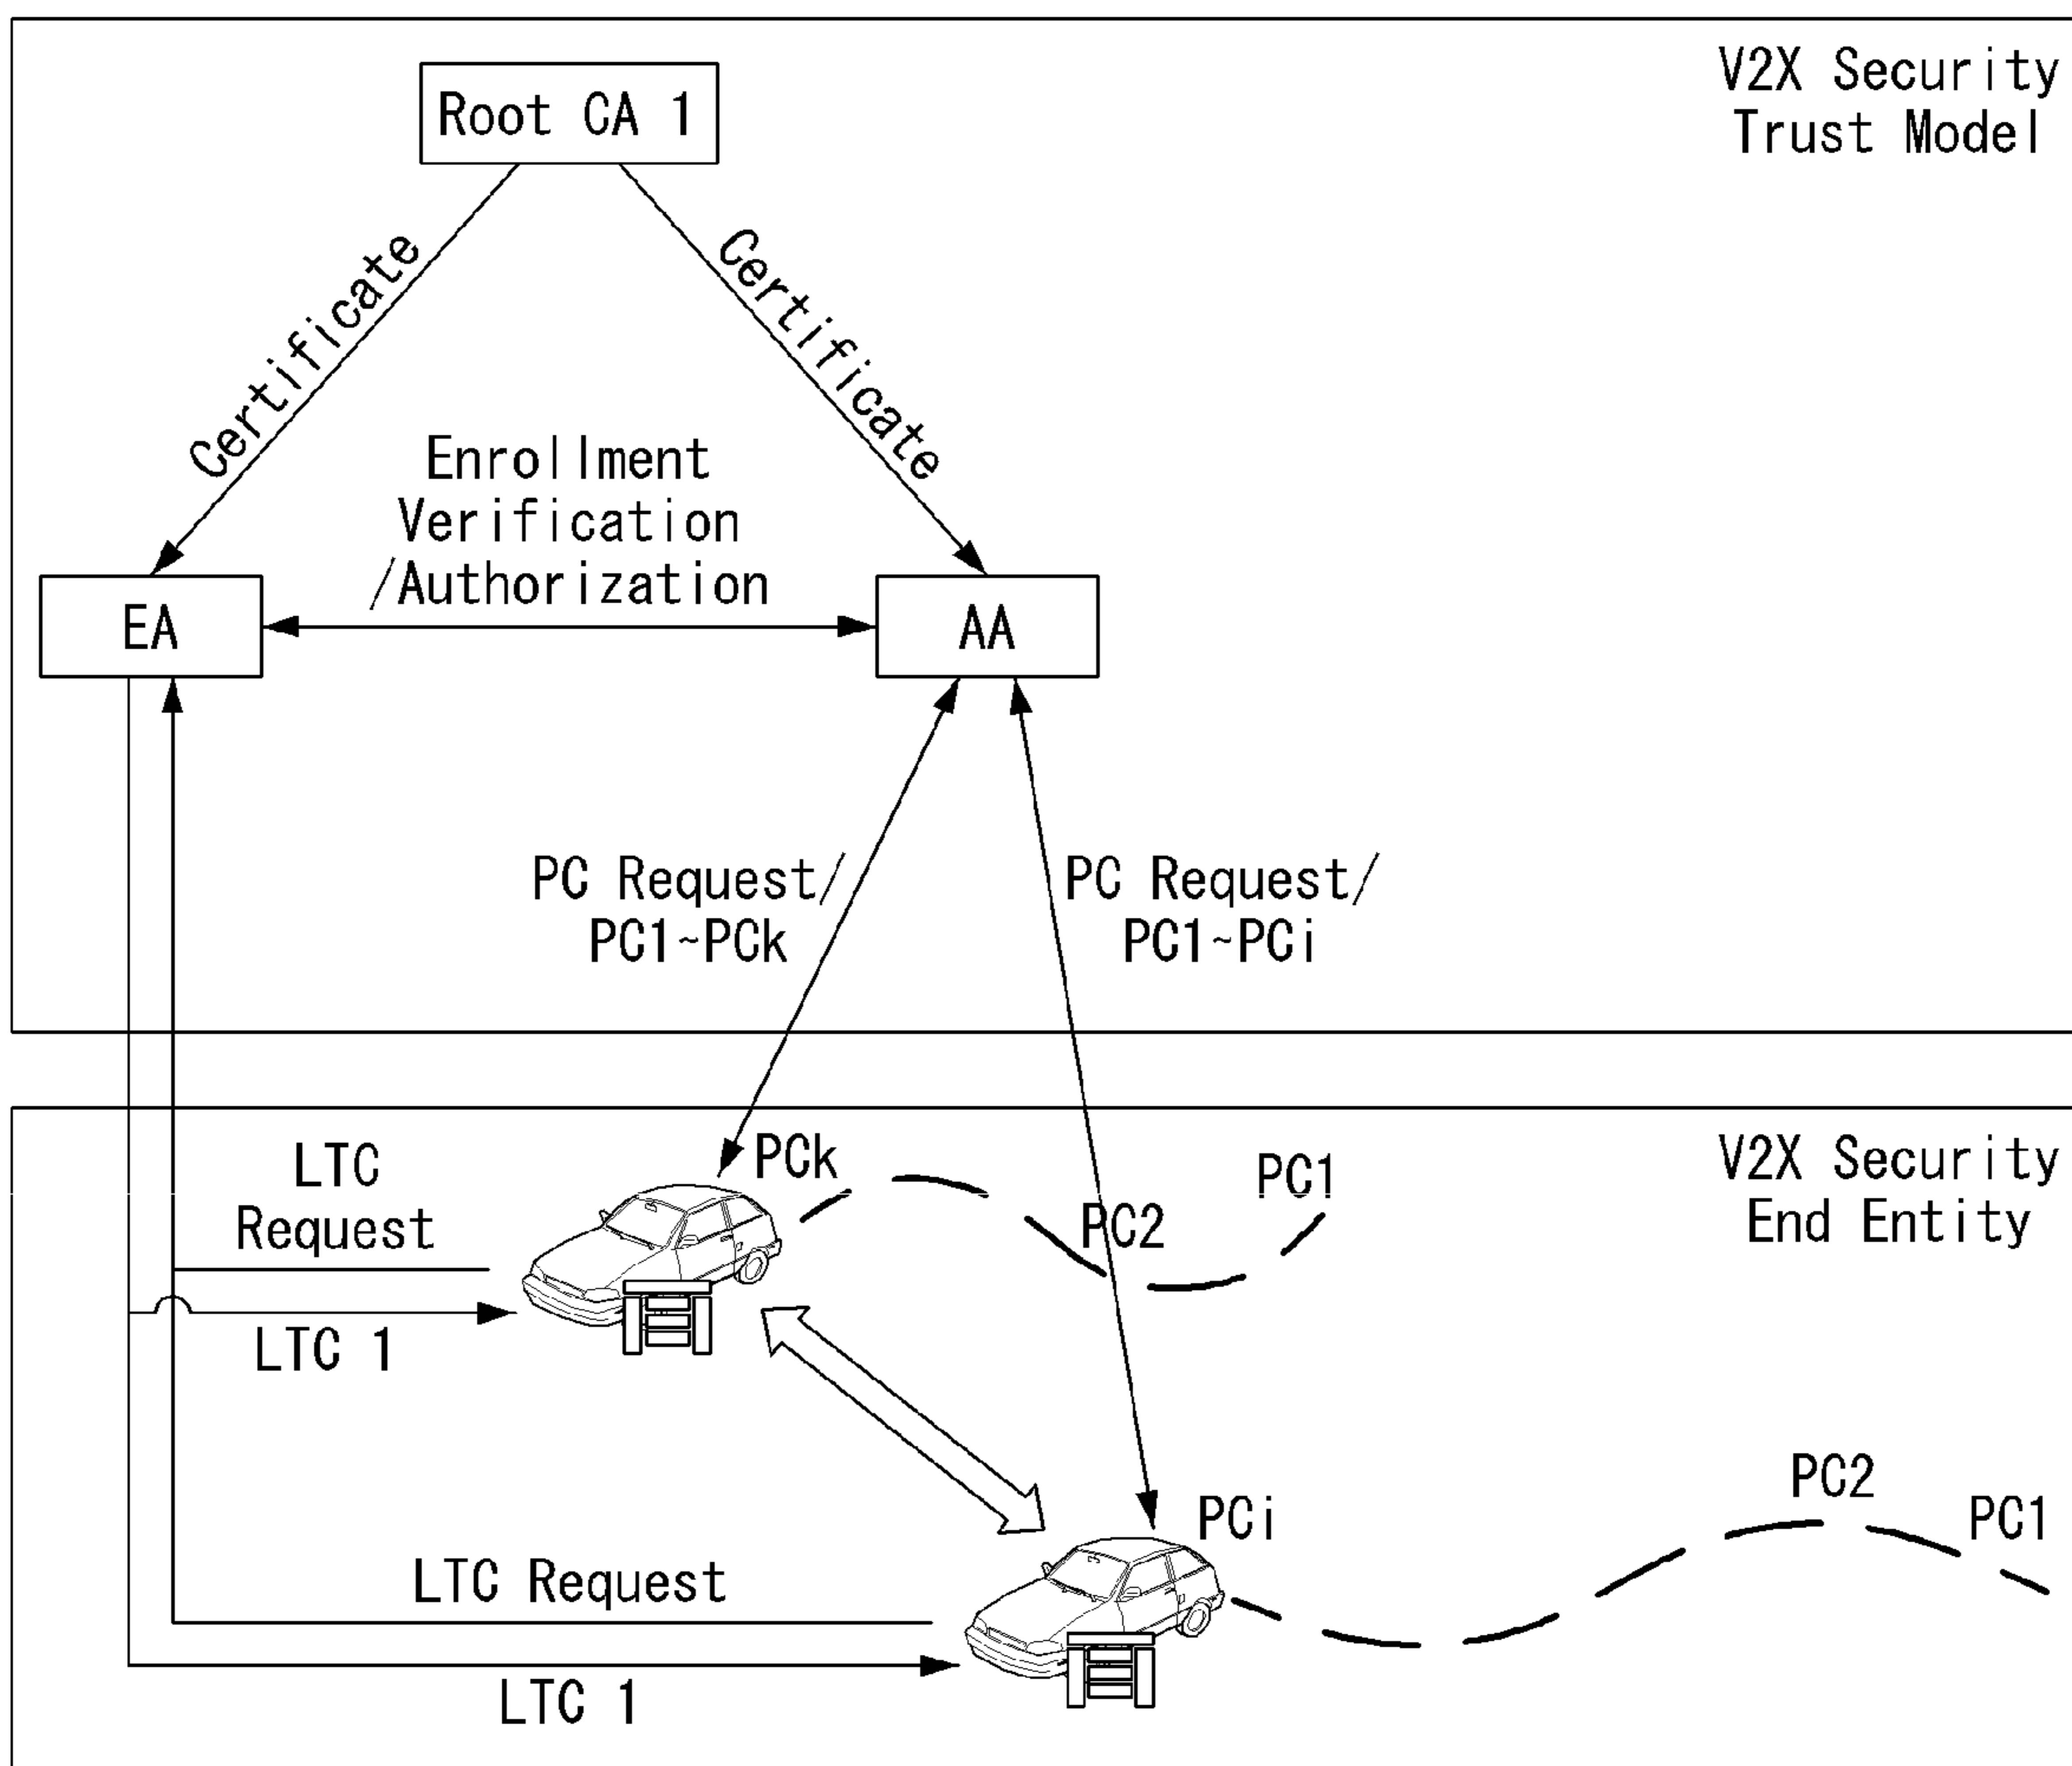 V2X Security
Trust Model
Root CA 1
Certificate
Certificate
Enrollment
Verification
/Authorization
EA
AA
PC Request/
PC1~PCk
PC Request/
PC1~PCi
V2X Security
End Entity
LTC
Request
PCk
PC2
PC1
LTC 1
PC2
PC1
PCi
LTC Request
LTC 1